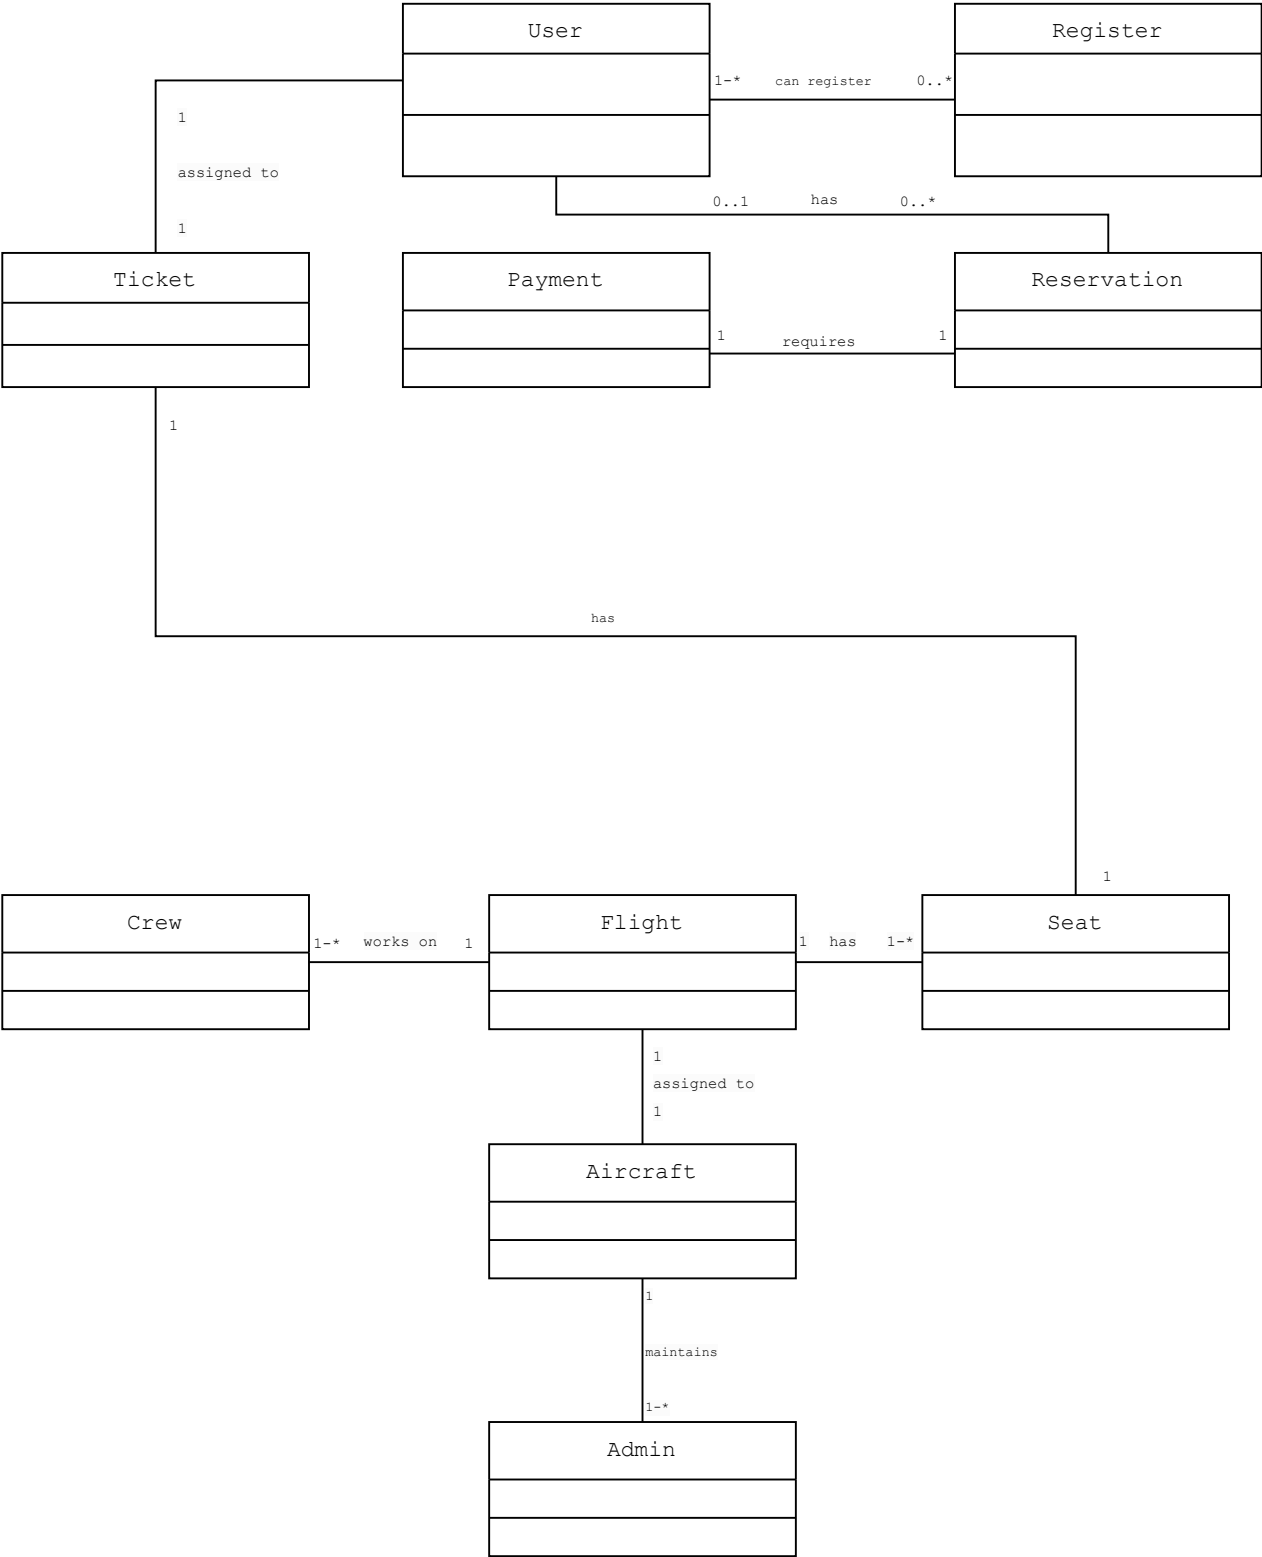 User
Register
1-* can register 0..*
1
assigned to
1
0..1 has 0..*
Ticket
Payment
Reservation
1 requires 1
1
has
1
Crew
Flight
Seat
1-* works on 1
1 has 1-*
1
assigned to
1
Aircraft
1
maintains
1-*
Admin